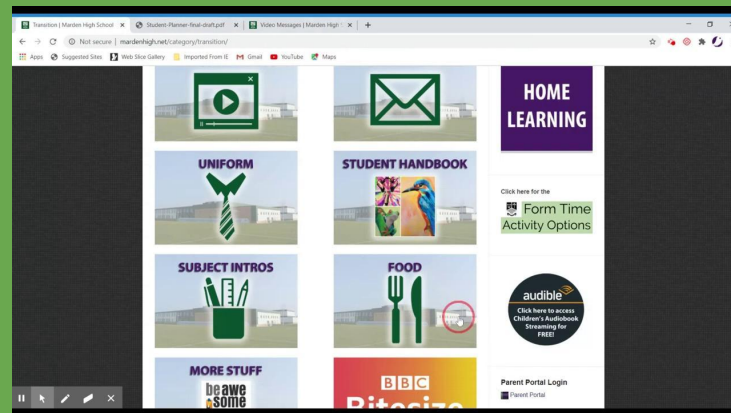 Transition | Marden High School
Student-Planner-final-draft.pdf
Video Messages | Marden High S
Not secure | mardenhigh.net/category/transition/
Apps
Suggested Sites
Web Slice Gallery
Imported From IE
Gmail
YouTube
Maps
HOME
LEARNING
UNIFORM
STUDENT HANDBOOK
Click here for the
Form Time
Activity Options
SUBJECT INTROS
FOOD
audible
Click here to access
Children's Audiobook
Streaming for
FREE!
MORE STUFF
be awe
some
BBC
Bitesize
Parent Portal Login
Parent Portal